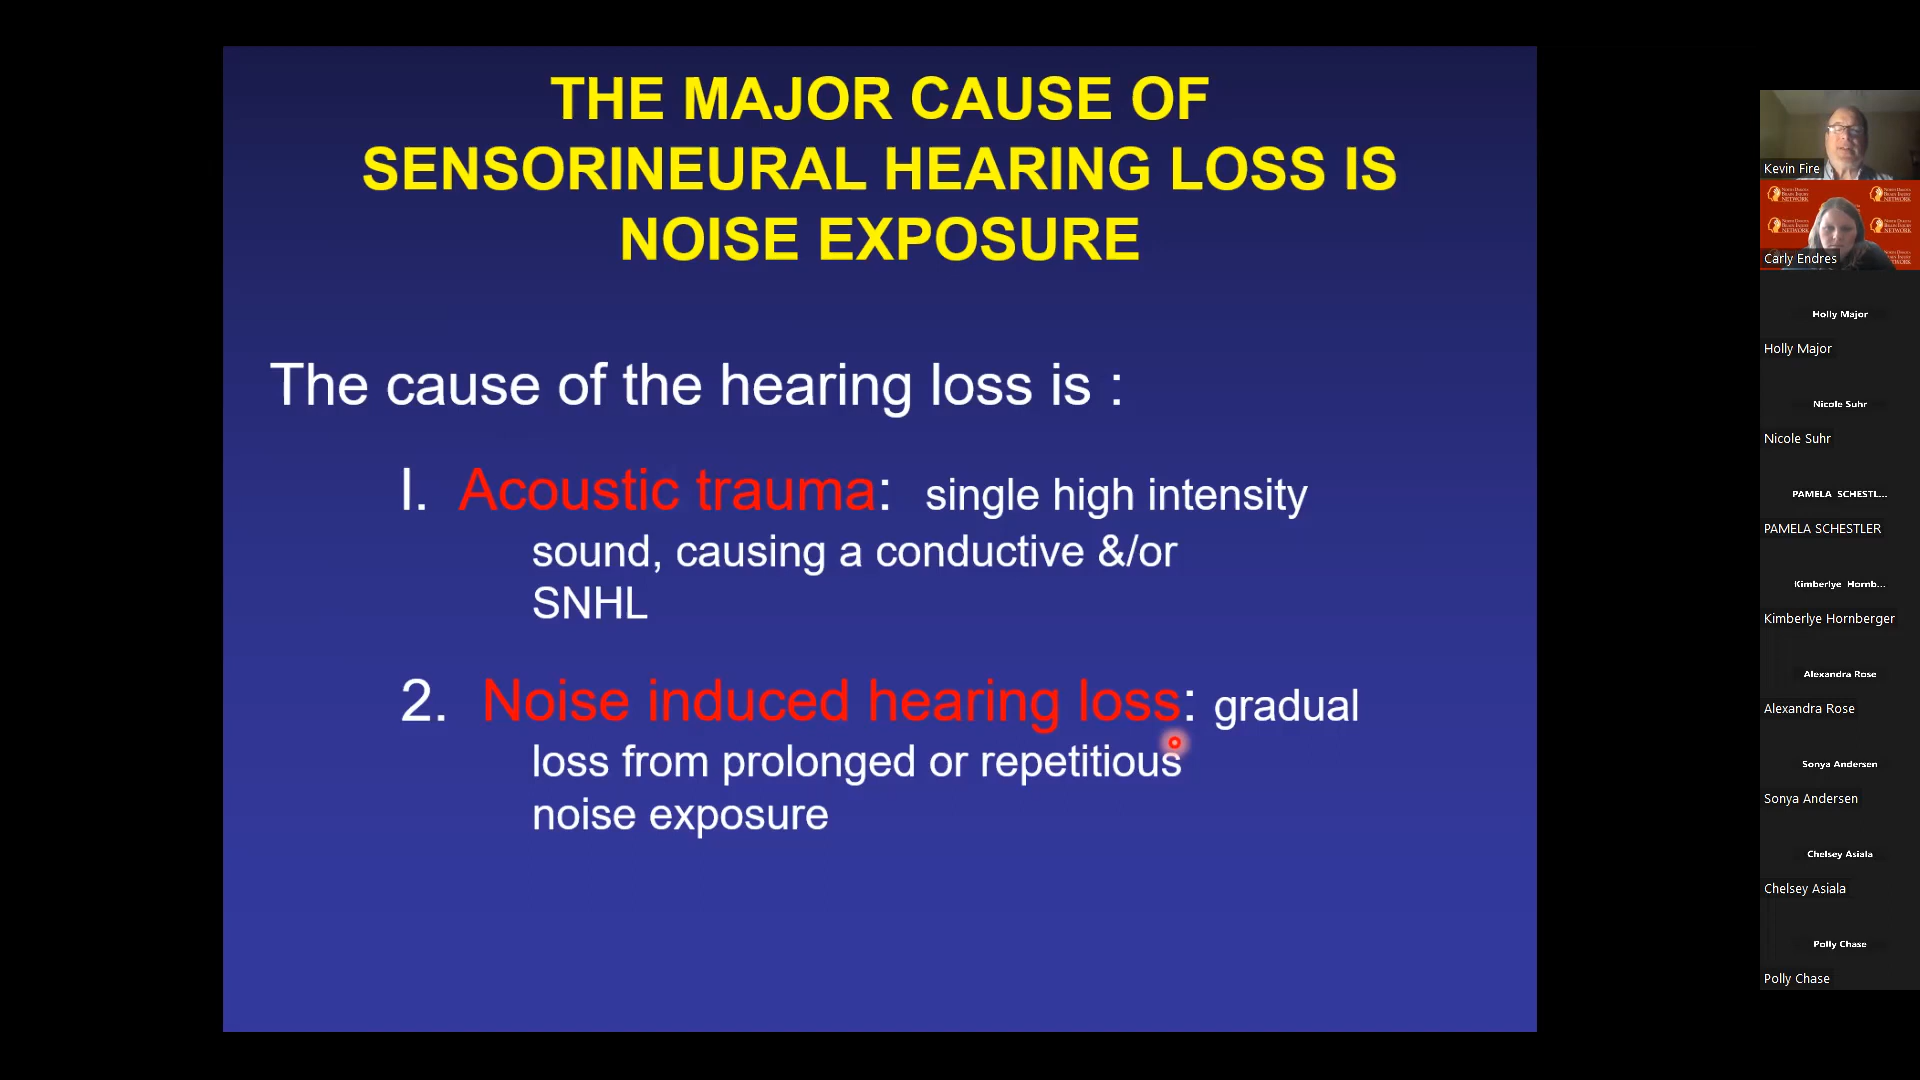 THE MAJOR CAUSE OF
SENSORINEURAL HEARING LOSS IS
NOISE EXPOSURE
The cause of the hearing loss is :
I. Acoustic trauma: single high intensity
sound, causing a conductive &/or
SNHL
2. Noise induced hearing loss: gradual
loss from prolonged or repetitious
noise exposure
Kevin Fire
NETWORK
NETWORK
NETWORK
Carly Endres
Holly Major
Holly Major
Nicole Suhr
Nicole Suhr
PAMELA SCHESTL...
PAMELA SCHESTLER
Kimberlye Hornb...
Kimberlye Hornberger
Alexandra Rose
Alexandra Rose
Sonya Andersen
Sonya Andersen
Chelsey Asiala
Chelsey Asiala
Polly Chase
Polly Chase